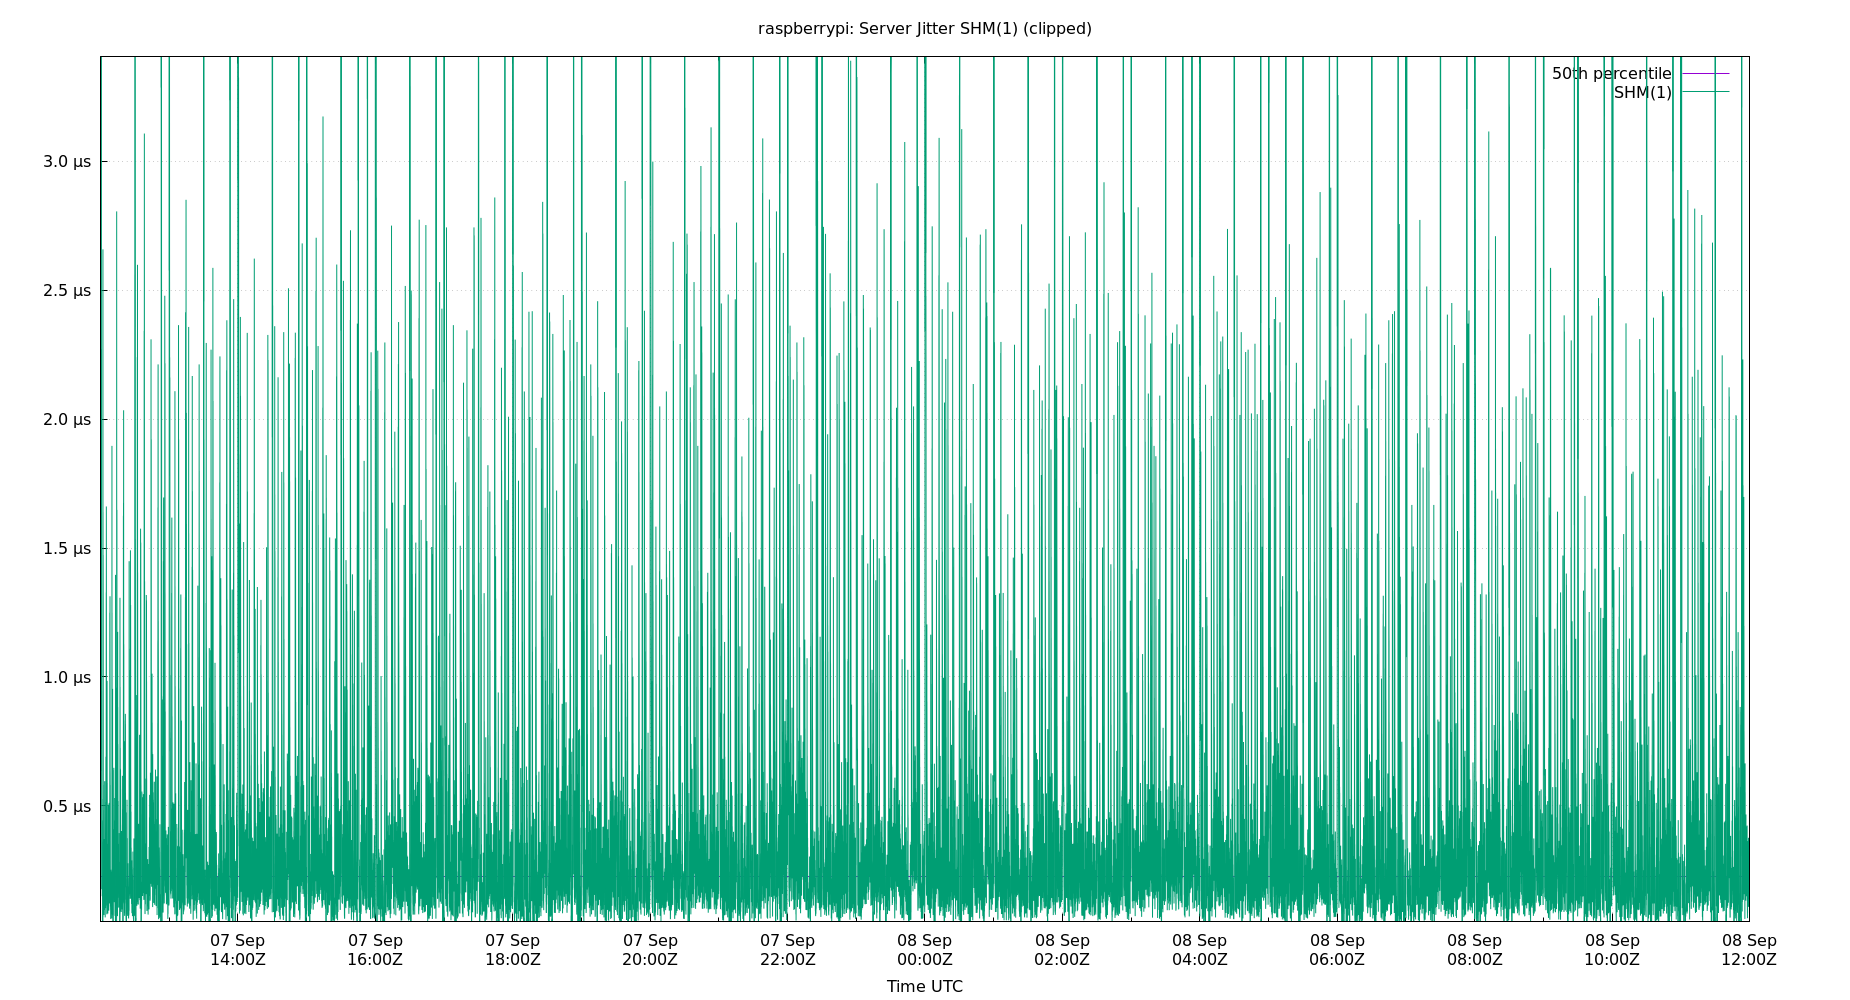 raspberrypi: Server Jitter SHM(1) (clipped)
50th percentile
SHM(1)
3.0 µs
2.5 µs
2.0 µs
1.5 µs
1.0 µs
0.5 µs
07 Sep 07 Sep 07 Sep 07 Sep 07 Sep 08 Sep 08 Sep 08 Sep 08 Sep 08 Sep 08 Sep 08 Sep
14:00Z 16:00Z 18:00Z 20:00Z 22:00Z 00:00Z 02:00Z 04:00Z 06:00Z 08:00Z 10:00Z 12:00Z
Time UTC